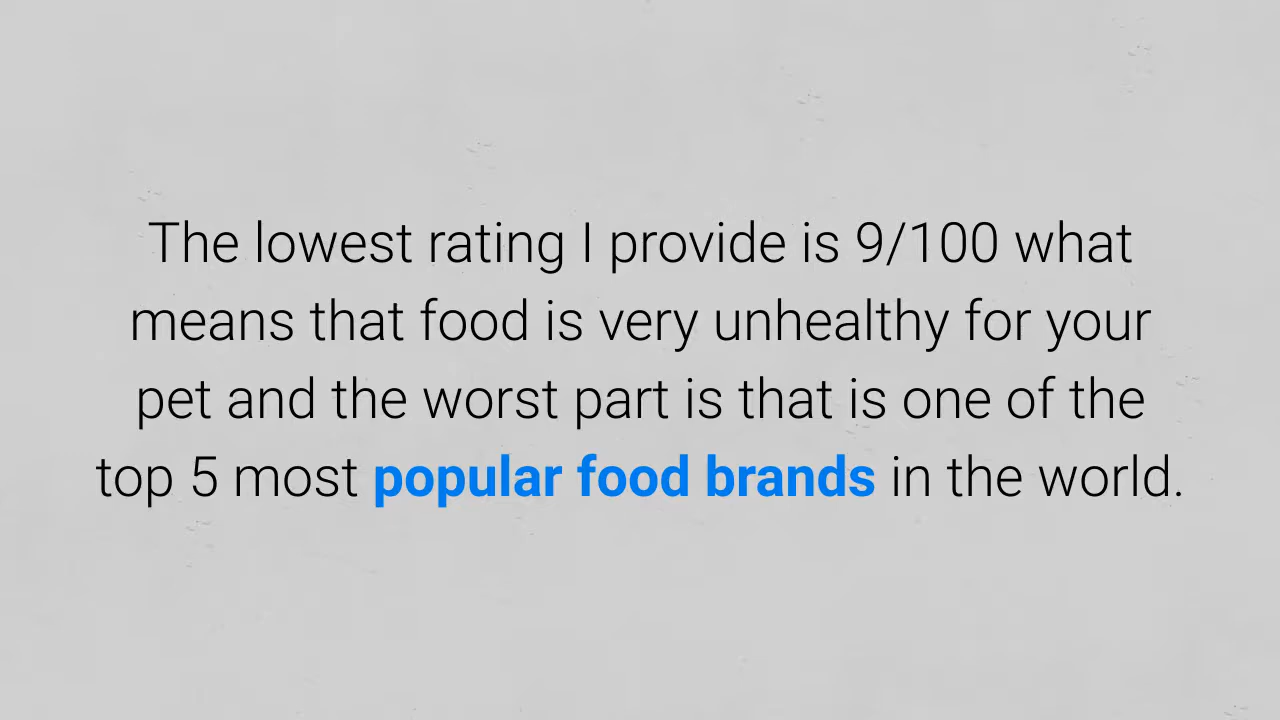 The lowest rating I provide is 9/100 what
means that food is very unhealthy for your
pet and the worst part is that is one of the
top 5 most popular food brands in the world.